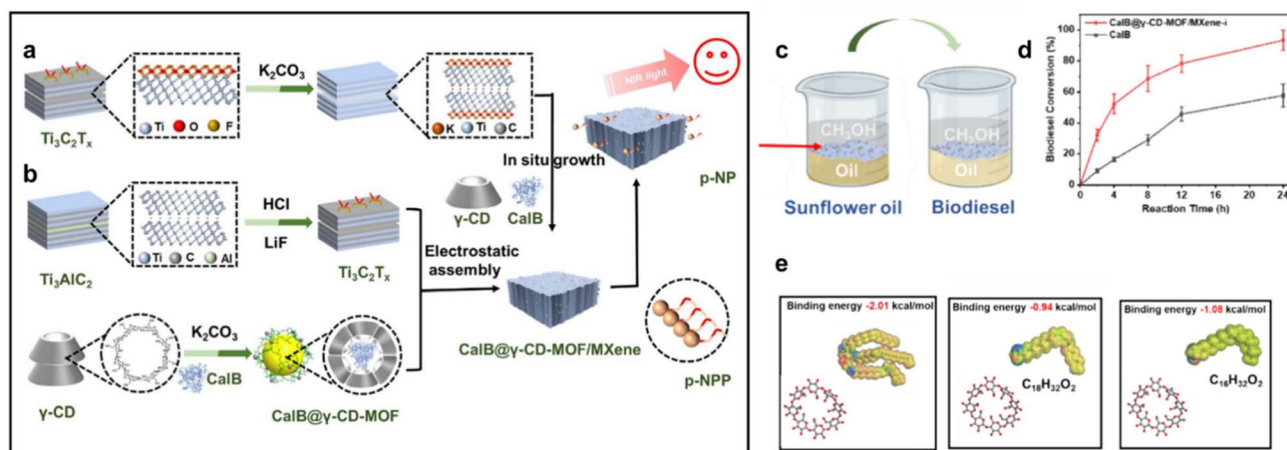 a
K₂CO₃
Ti₃C₂Tₓ
Ti O F
K Ti C
In situ growth
γ-CD CalB
NIR light
p-NP
b
HCl
LiF
Ti₃AlC₂
Ti C Al
Ti₃C₂Tₓ
Electrostatic
assembly
K₂CO₃
CalB
γ-CD
CalB@γ-CD-MOF
CalB@γ-CD-MOF/MXene
p-NPP
c
CH₃OH
Oil
Sunflower oil
CH₃OH
Oil
Biodiesel
d
CalB@γ-CD-MOF/MXene-i
CalB
Biodiesel Conversion (%)
100
80
60
40
20
0
0 4 8 12 16 20 24
Reaction Time (h)
e
Binding energy -2.01 kcal/mol
Binding energy -0.94 kcal/mol
C₁₈H₃₂O₂
Binding energy -1.08 kcal/mol
C₁₆H₃₂O₂